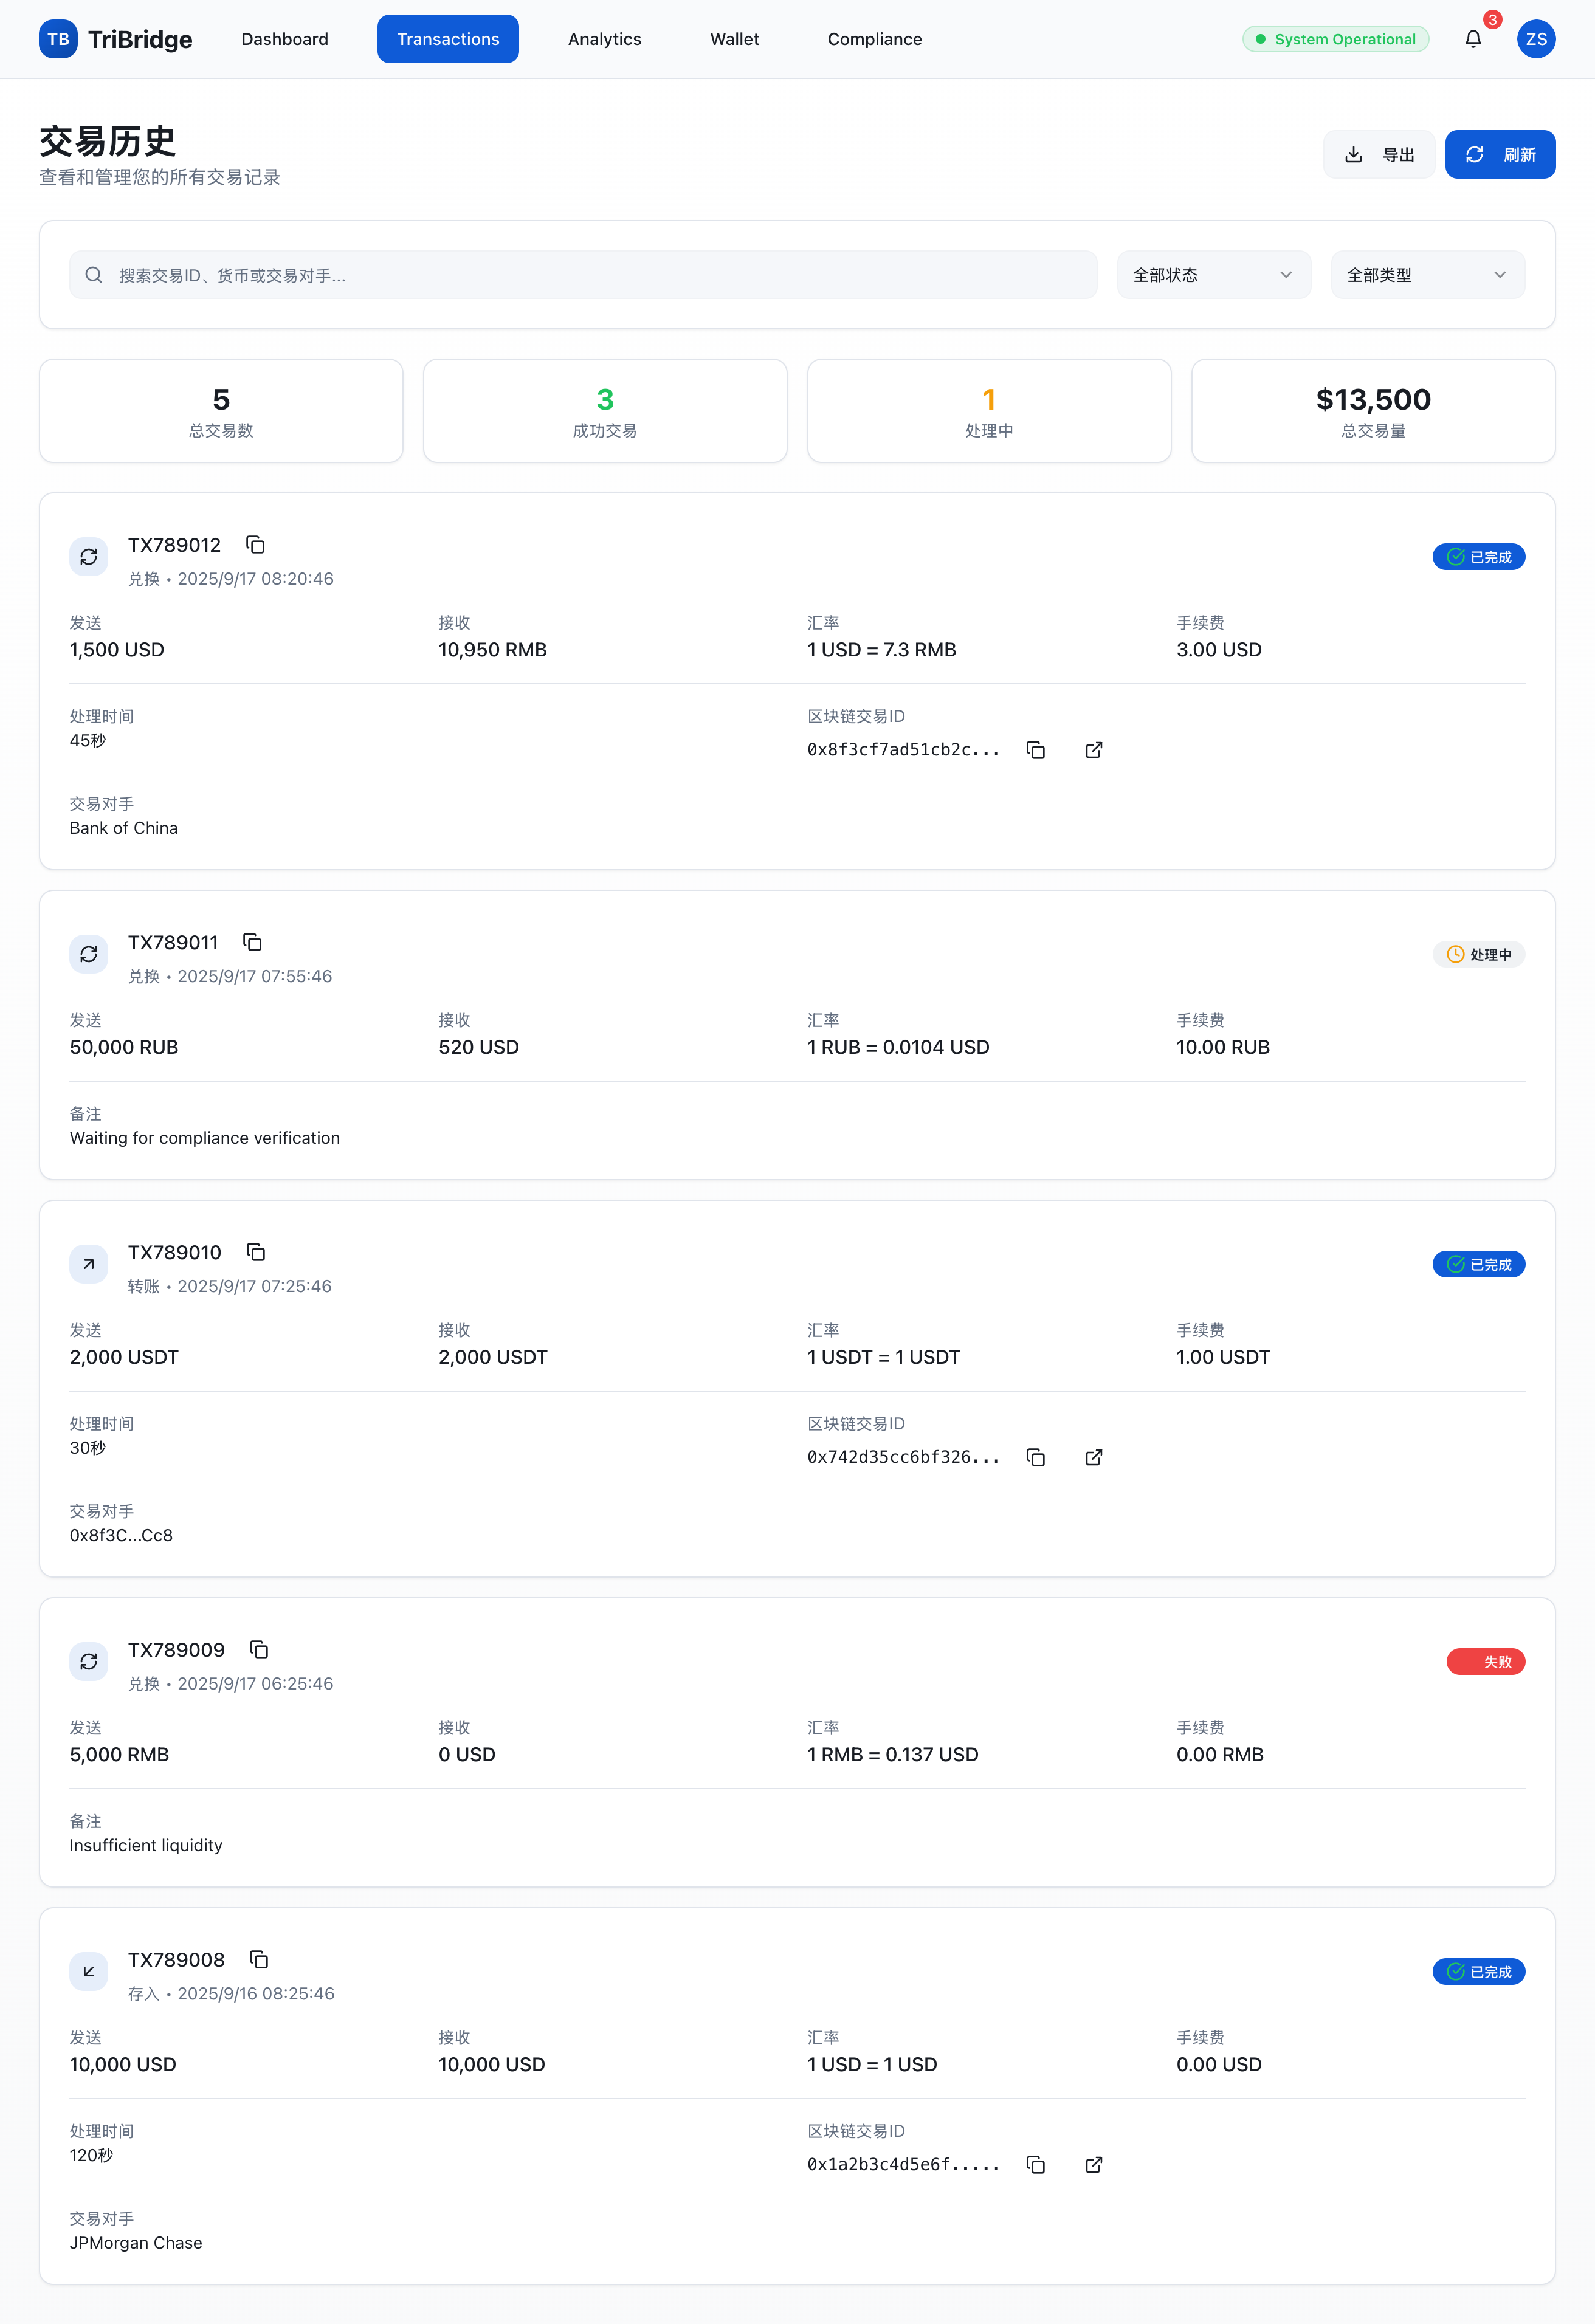 TB TriBridge Dashboard Transactions Analytics Wallet Compliance System Operational 3 ZS
交易历史
查看和管理您的所有交易记录
导出 刷新
搜索交易ID、货币或交易对手... 全部状态 全部类型
5 3 1 $13,500
总交易数 成功交易 处理中 总交易量
TX789012
兑换 • 2025/9/17 08:20:46
已完成
发送 接收 汇率 手续费
1,500 USD 10,950 RMB 1 USD = 7.3 RMB 3.00 USD
处理时间 区块链交易ID
45秒 0x8f3cf7ad51cb2c...
交易对手
Bank of China
TX789011
兑换 • 2025/9/17 07:55:46
处理中
发送 接收 汇率 手续费
50,000 RUB 520 USD 1 RUB = 0.0104 USD 10.00 RUB
备注
Waiting for compliance verification
TX789010
转账 • 2025/9/17 07:25:46
已完成
发送 接收 汇率 手续费
2,000 USDT 2,000 USDT 1 USDT = 1 USDT 1.00 USDT
处理时间 区块链交易ID
30秒 0x742d35cc6bf326...
交易对手
0x8f3C...Cc8
TX789009
兑换 • 2025/9/17 06:25:46
失败
发送 接收 汇率 手续费
5,000 RMB 0 USD 1 RMB = 0.137 USD 0.00 RMB
备注
Insufficient liquidity
TX789008
存入 • 2025/9/16 08:25:46
已完成
发送 接收 汇率 手续费
10,000 USD 10,000 USD 1 USD = 1 USD 0.00 USD
处理时间 区块链交易ID
120秒 0x1a2b3c4d5e6f.....
交易对手
JPMorgan Chase